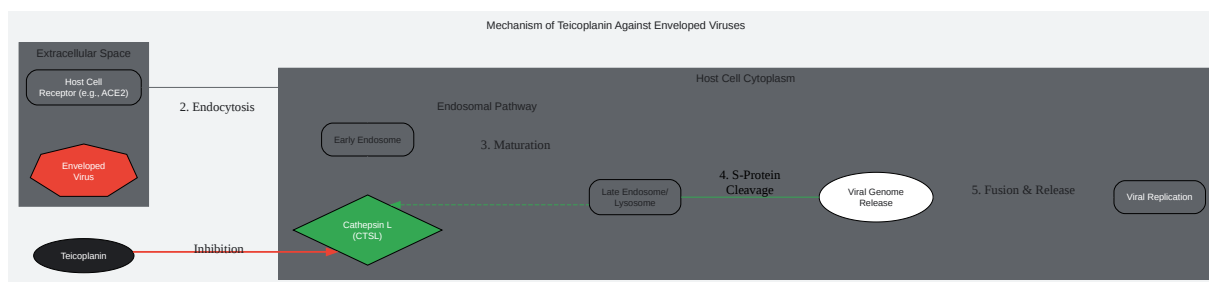 Mechanism of Teicoplanin Against Enveloped Viruses
Extracellular Space
Host Cell
Receptor (e.g., ACE2)
Enveloped
Virus
2. Endocytosis
Teicoplanin
Inhibition
Host Cell Cytoplasm
Endosomal Pathway
Early Endosome
3. Maturation
Cathepsin L
(CTSL)
Late Endosome/
Lysosome
4. S-Protein
Cleavage
Viral Genome
Release
5. Fusion & Release
Viral Replication